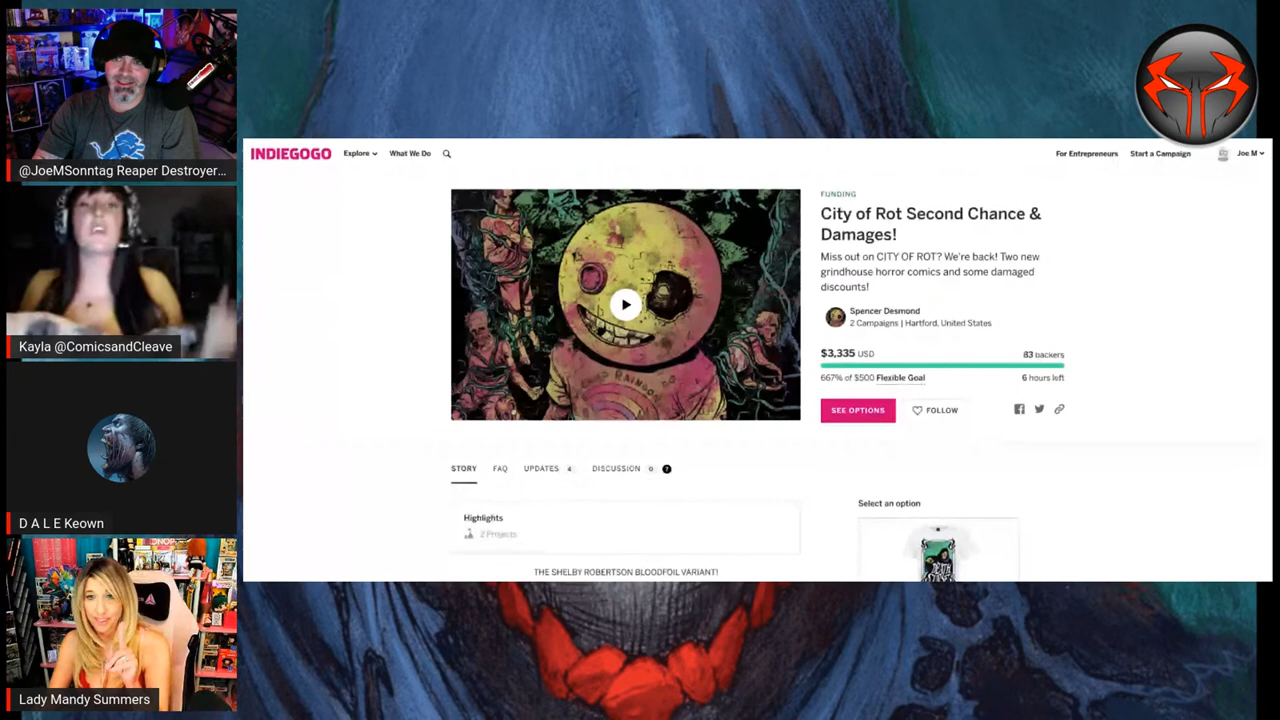 @JoeMSonntag Reaper Destroyer...
Kayla @ComicsandCleave
D A L E Keown
Lady Mandy Summers
INDIEGOGO
Explore
What We Do
For Entrepreneurs
Start a Campaign
Joe M
FUNDING
City of Rot Second Chance &
Damages!
Miss out on CITY OF ROT? We're back! Two new
grindhouse horror comics and some damaged
discounts!
Spencer Desmond
2 Campaigns | Hartford, United States
$3,335 USD
83 backers
667% of $500 Flexible Goal
6 hours left
SEE OPTIONS
FOLLOW
STORY
FAQ
UPDATES 4
DISCUSSION 0 ?
Highlights
2 Projects
THE SHELBY ROBERTSON BLOODFOIL VARIANT!
Select an option